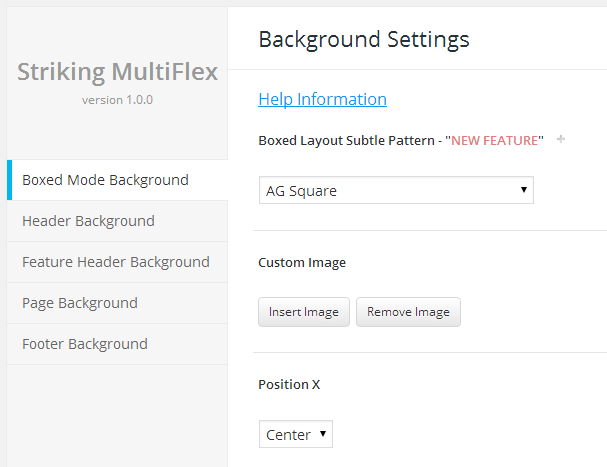 Striking MultiFlex
version 1.0.0
Boxed Mode Background
Header Background
Feature Header Background
Page Background
Footer Background
Background Settings
Help Information
Boxed Layout Subtle Pattern - "NEW FEATURE"
AG Square
Custom Image
Insert Image
Remove Image
Position X
Center